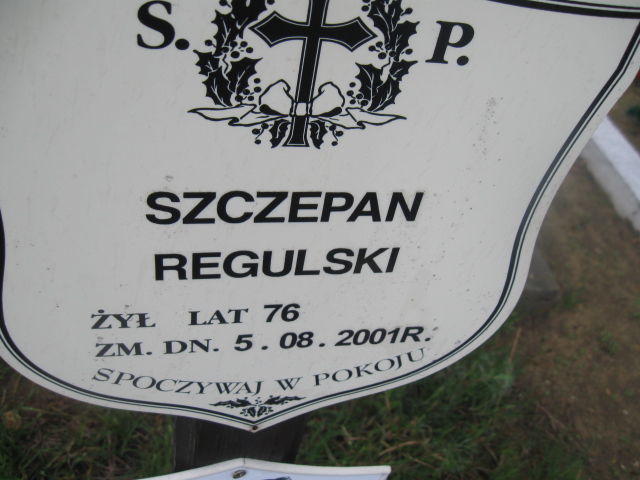 S. P.
SZCZEPAN
REGULSKI
ŻYŁ LAT 76
ZM. DN. 5.08.2001R.
SPOCZYWAJ W POKOJU